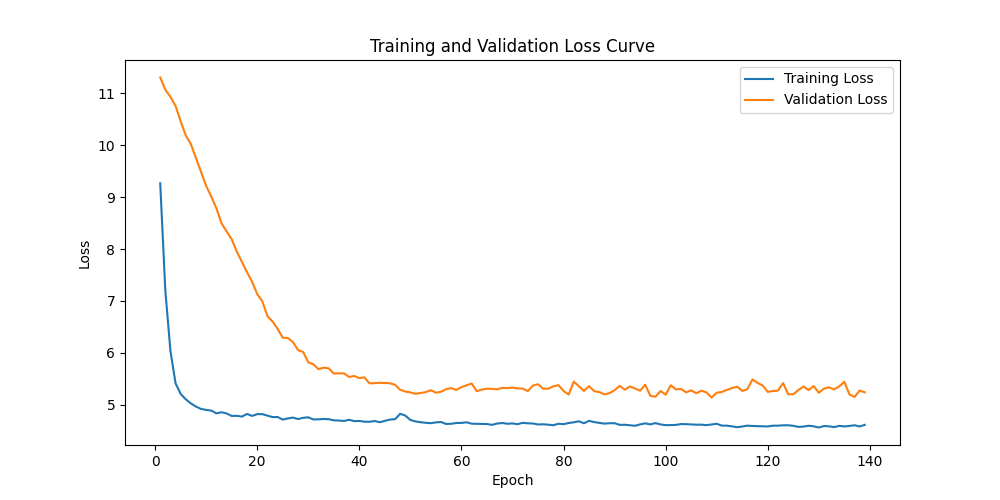 Training and Validation Loss Curve
Training Loss
Validation Loss
11
10
9
8
7
6
5
Loss
0 20 40 60 80 100 120 140
Epoch